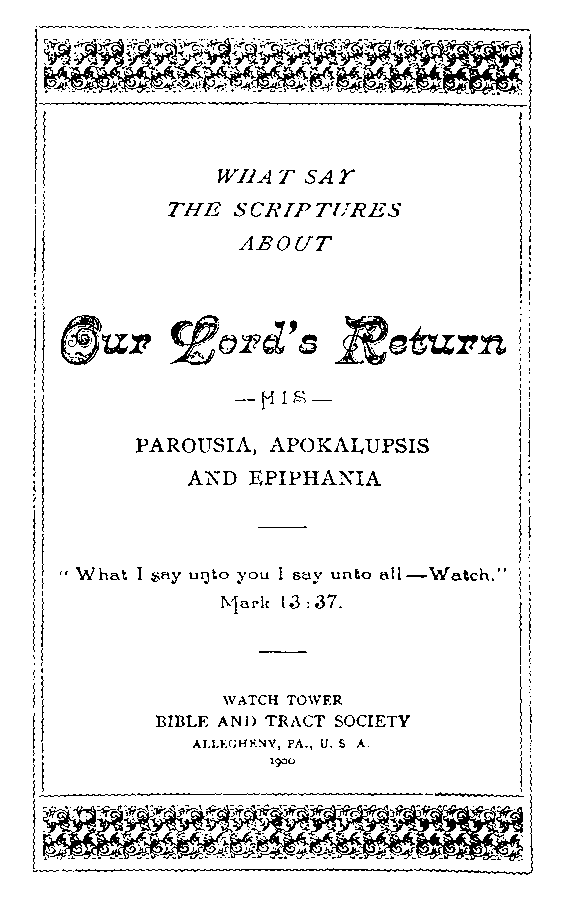 WHAT SAY
THE SCRIPTURES
ABOUT
Our Lord's Return
—HIS—
PAROUSIA, APOKALUPSIS
AND EPIPHANIA
"What I say unto you I say unto all—Watch."
Mark 13:37.
WATCH TOWER
BIBLE AND TRACT SOCIETY
ALLEGHENY, PA., U. S. A.
1900